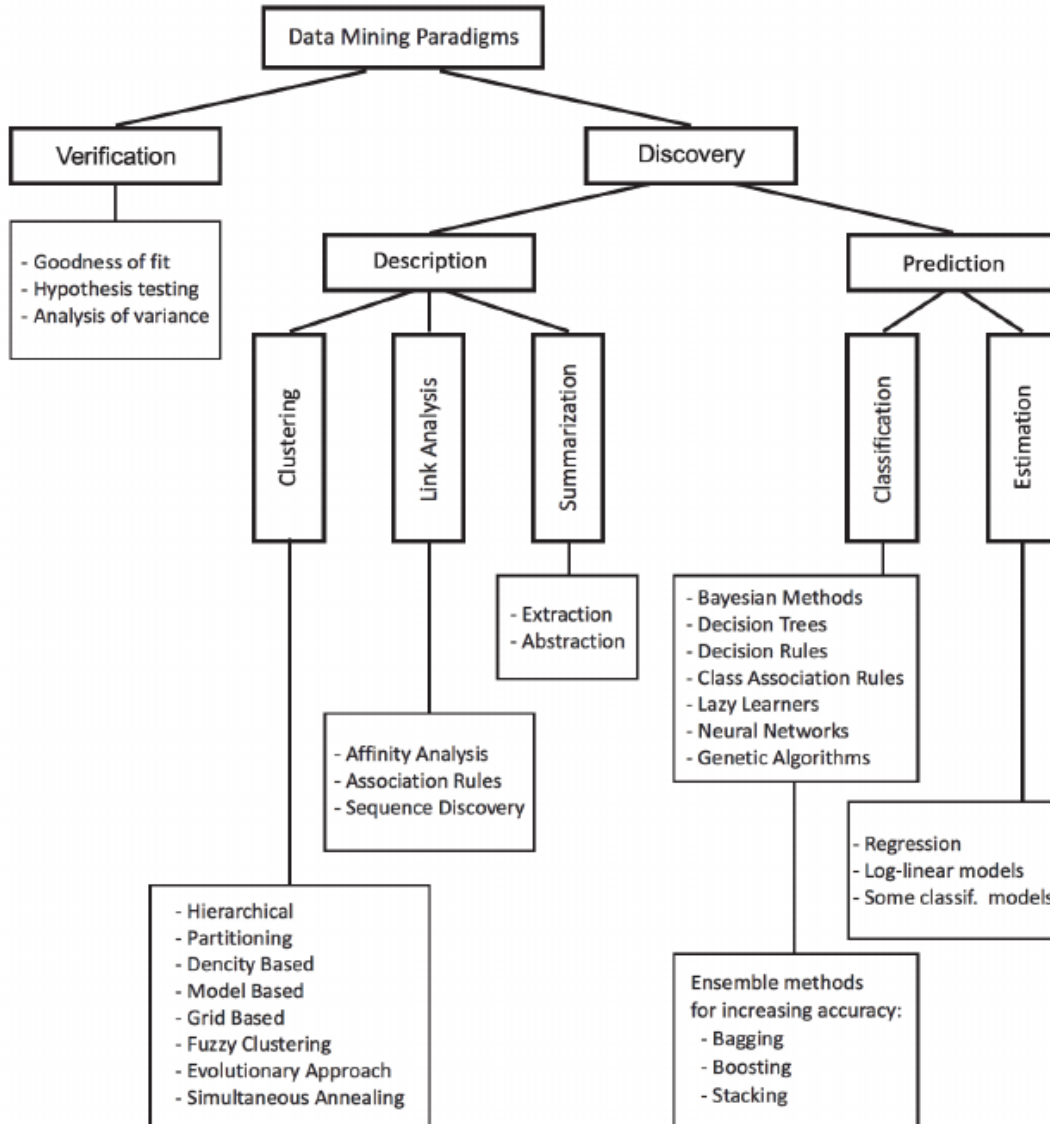 Data Mining Paradigms
Verification
Discovery
- Goodness of fit
- Hypothesis testing
- Analysis of variance
Description
Prediction
Clustering
Link Analysis
Summarization
Classification
Estimation
- Extraction
- Abstraction
- Bayesian Methods
- Decision Trees
- Decision Rules
- Class Association Rules
- Lazy Learners
- Neural Networks
- Genetic Algorithms
- Affinity Analysis
- Association Rules
- Sequence Discovery
- Regression
- Log-linear models
- Some classif. models
- Hierarchical
- Partitioning
- Dencity Based
- Model Based
- Grid Based
- Fuzzy Clustering
- Evolutionary Approach
- Simultaneous Annealing
Ensemble methods
for increasing accuracy:
- Bagging
- Boosting
- Stacking